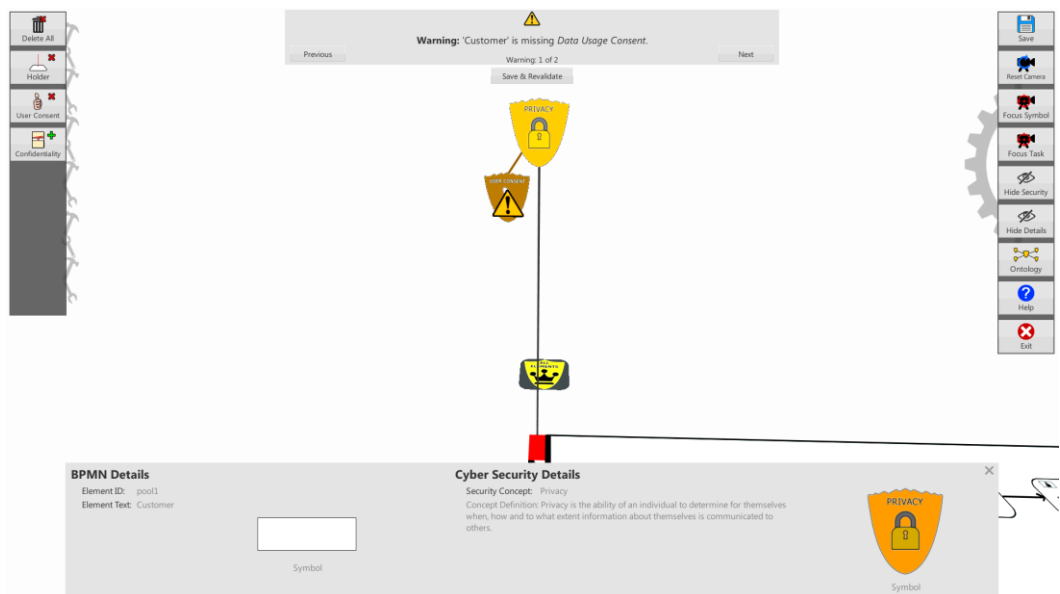 Delete All
Holder
User Consent
Confidentiality
Warning: 'Customer' is missing Data Usage Consent.
Previous
Next
Warning: 1 of 2
Save & Revalidate
PRIVACY
USER CONSENT
ALL
ELEMENTS
Save
Reset Camera
Focus Symbol
Focus Task
Hide Security
Hide Details
Ontology
Help
Exit
BPMN Details
Element ID: pool1
Element Text: Customer
Symbol
Cyber Security Details
Security Concept: Privacy
Concept Definition: Privacy is the ability of an individual to determine for themselves
when, how and to what extent information about themselves is communicated to
others.
PRIVACY
Symbol